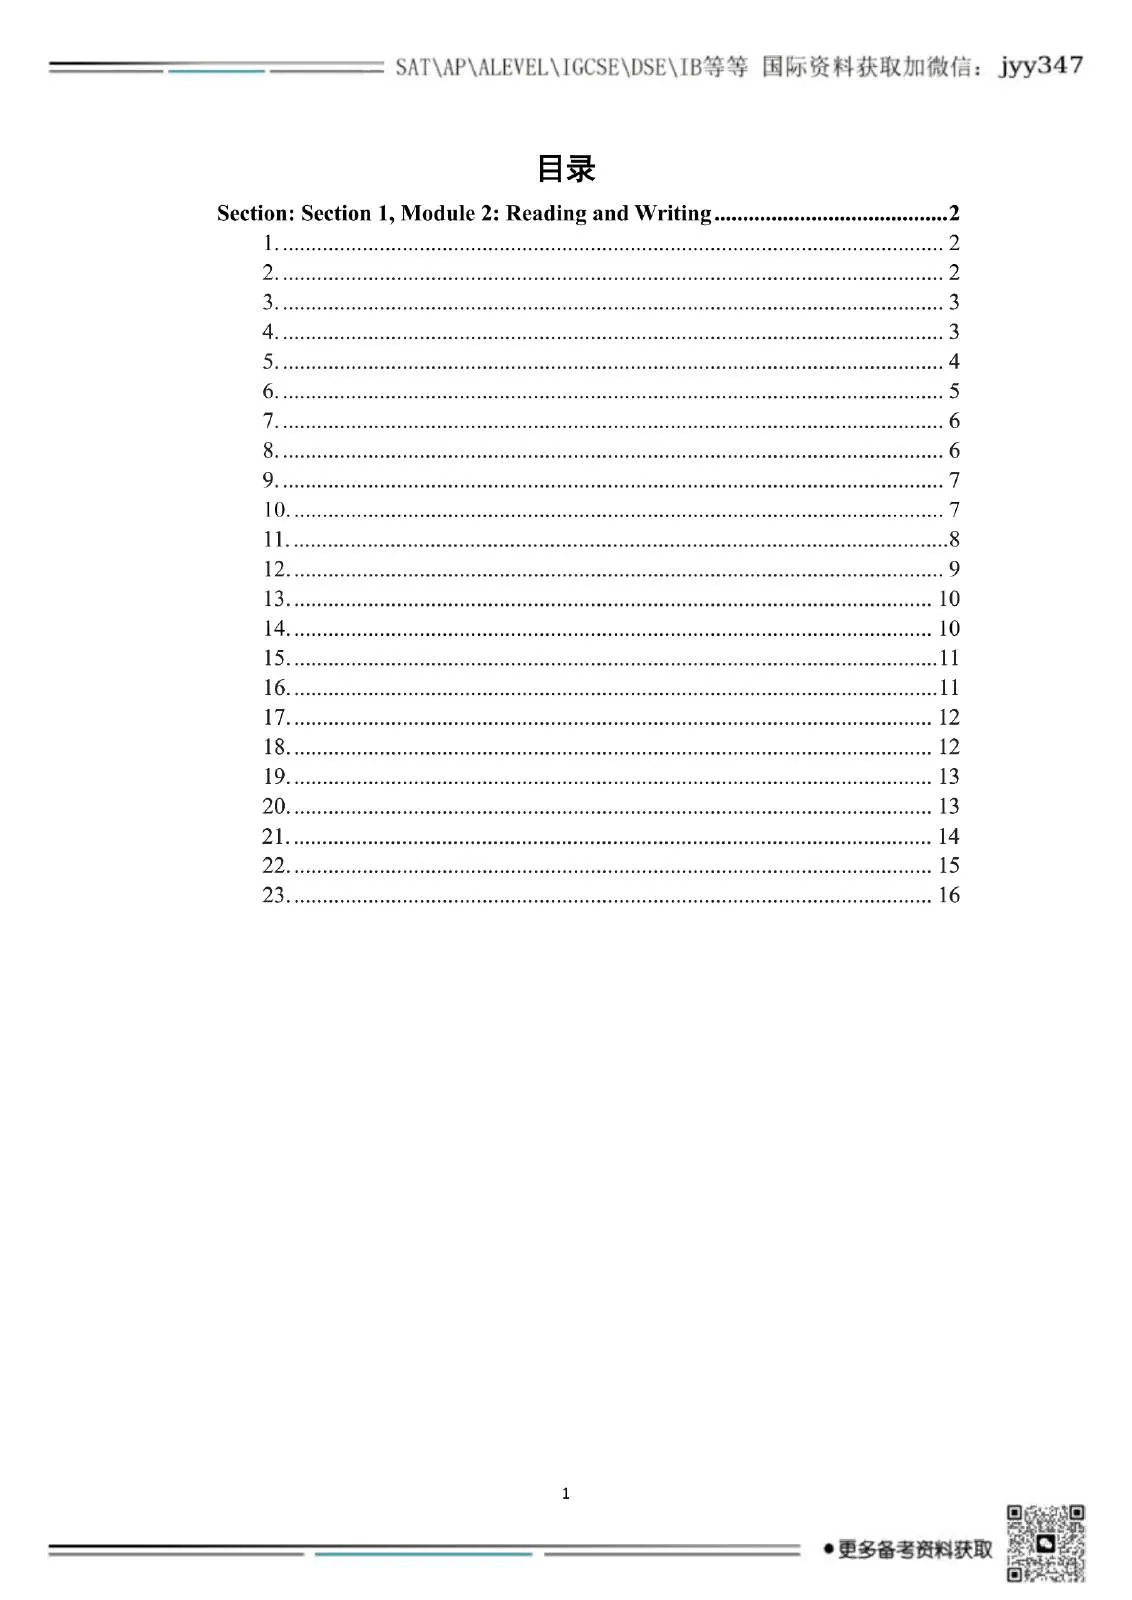 SAT\AP\ALEVEL\IGCSE\DSE\IB等等 国际资料获取加微信: jyy347
目录
Section: Section 1, Module 2: Reading and Writing........................................2
1. ........................................ 2
2. ........................................ 2
3. ........................................ 3
4. ........................................ 3
5. ........................................ 4
6. ........................................ 5
7. ........................................ 6
8. ........................................ 6
9. ........................................ 7
10. ........................................ 7
11. ........................................8
12. ........................................ 9
13. ........................................ 10
14. ........................................ 10
15. ........................................11
16. ........................................11
17. ........................................ 12
18. ........................................ 12
19. ........................................ 13
20. ........................................ 13
21. ........................................ 14
22. ........................................ 15
23. ........................................ 16
1
●更多备考资料获取